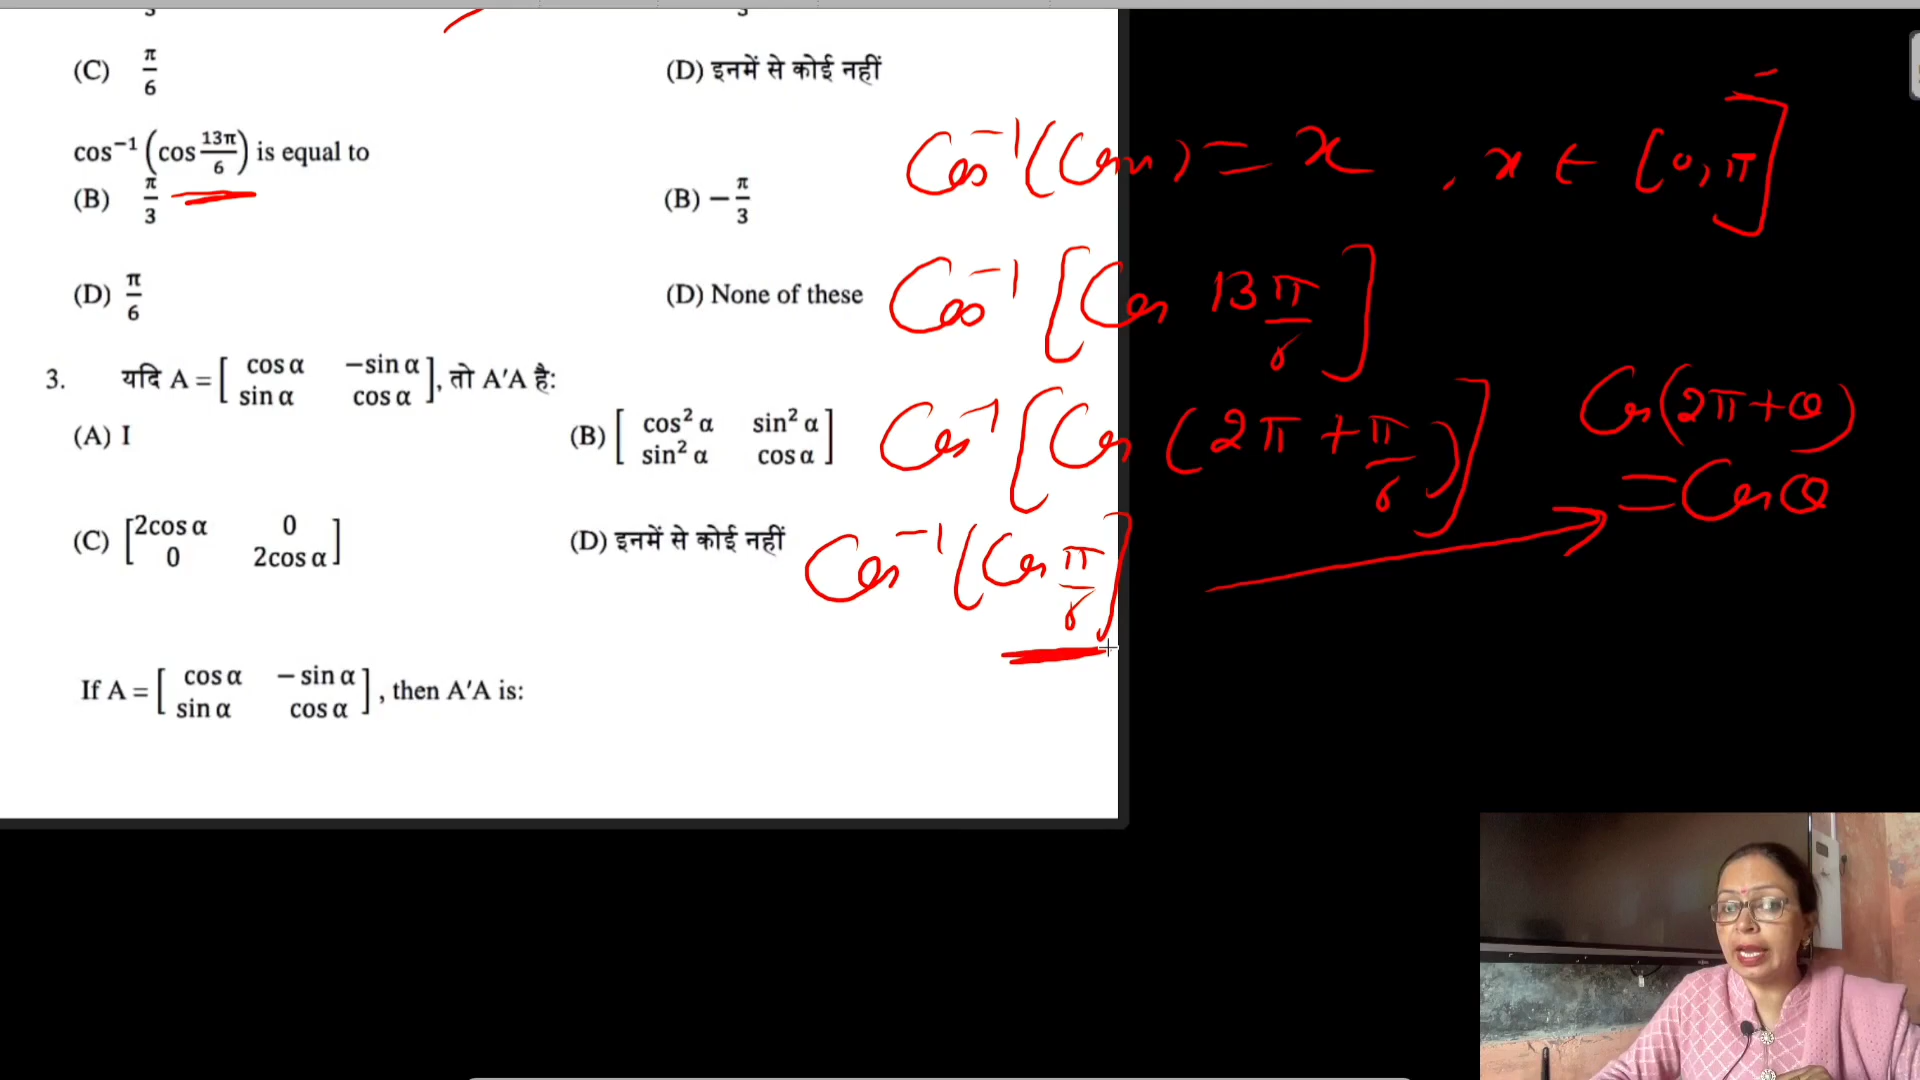 (C) π/6 (D) इनमें से कोई नहीं
cos⁻¹(cos 13π/6) is equal to
(B) π/3 (B) −π/3
(D) π/6 (D) None of these
3. यदि A = [cos α −sin α
sin α cos α], तो A′A है:
(A) I (B) [cos² α sin² α
sin² α cos α]
(C) [2cos α 0
0 2cos α] (D) इनमें से कोई नहीं
If A = [cos α − sin α
sin α cos α], then A′A is:
Cos⁻¹(Cosx) = x , x ∈ [0, π]
Cos⁻¹[Cos 13π/6]
Cos⁻¹[Cos(2π + π/6)]
Cos⁻¹(Cos π/6]
Cos(2π+θ)
= Cosθ